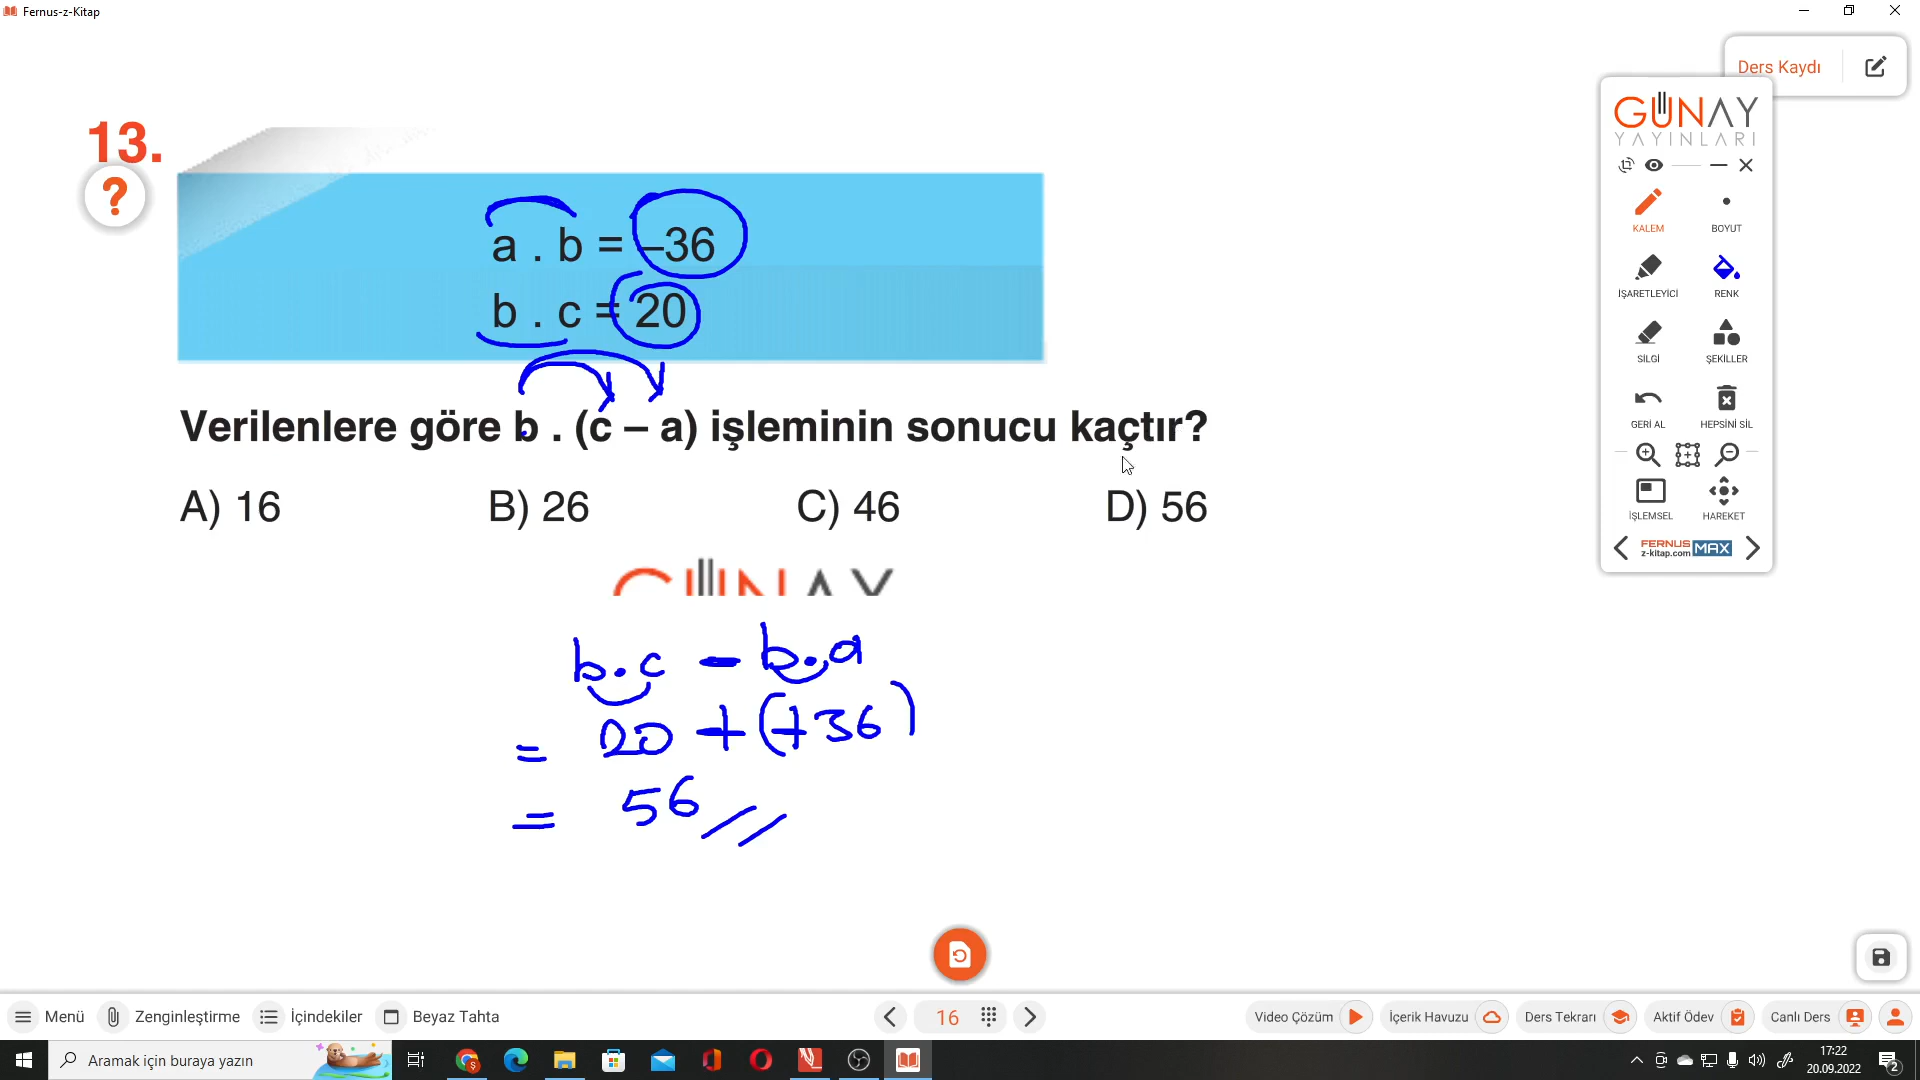 Fernus-z-Kitap
Ders Kaydı
GÜNAY
YAYINLARI
KALEM
BOYUT
İŞARETLEYİCİ
RENK
SİLGİ
ŞEKİLLER
GERİ AL
HEPSİNİ SİL
İŞLEMSEL
HAREKET
FERNUS
z-kitap.com MAX
13.
?
a . b = –36
b . c = 20
Verilenlere göre b . (c – a) işleminin sonucu kaçtır?
A) 16 B) 26 C) 46 D) 56
GÜNAY
b.c - b.a
= 20 + (+36)
= 56 //
Menü Zenginleştirme İçindekiler Beyaz Tahta 16 Video Çözüm İçerik Havuzu Ders Tekrarı Aktif Ödev Canlı Ders
Aramak için buraya yazın
17:22
20.09.2022
2